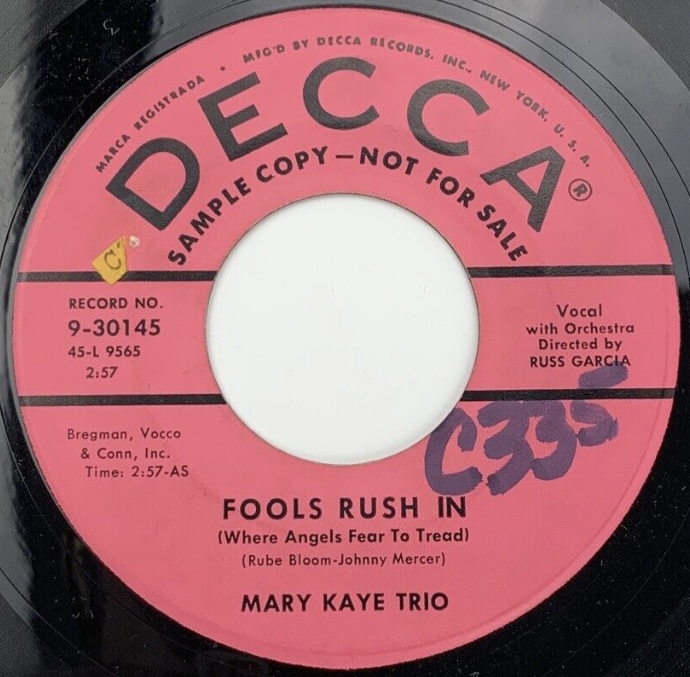 MARCA REGISTRADA • MFG'D BY DECCA RECORDS, INC., NEW YORK, U. S. A.
DECCA®
SAMPLE COPY—NOT FOR SALE
C
RECORD NO.
9-30145
45-L 9565
2:57
Vocal
with Orchestra
Directed by
RUSS GARCIA
C335
Bregman, Vocco
& Conn, Inc.
Time: 2:57-AS
FOOLS RUSH IN
(Where Angels Fear To Tread)
(Rube Bloom-Johnny Mercer)
MARY KAYE TRIO